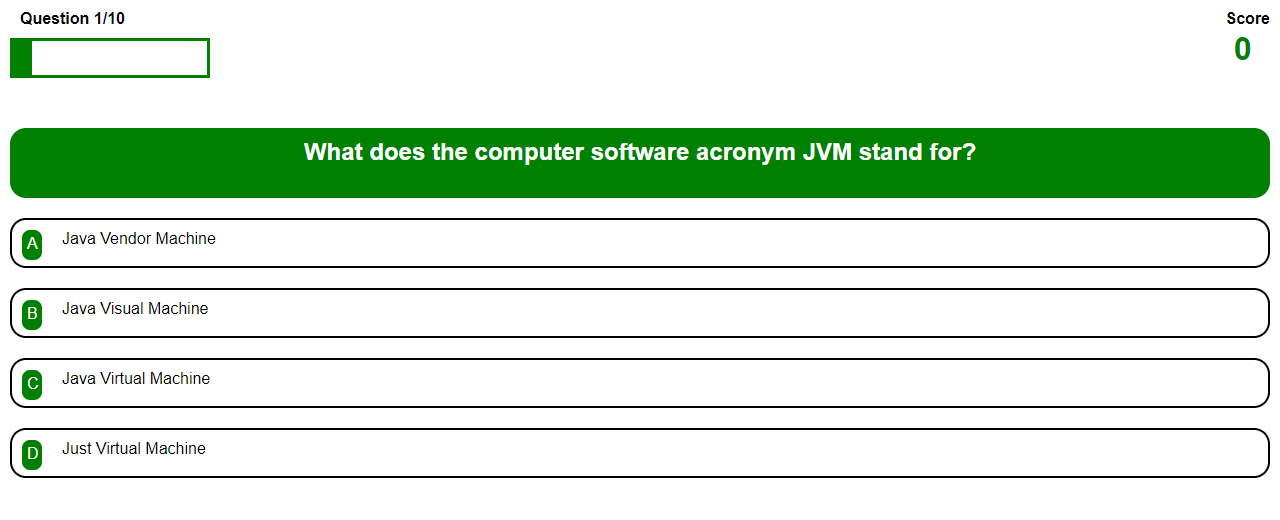 Question 1/10
Score
0
What does the computer software acronym JVM stand for?
A Java Vendor Machine
B Java Visual Machine
C Java Virtual Machine
D Just Virtual Machine